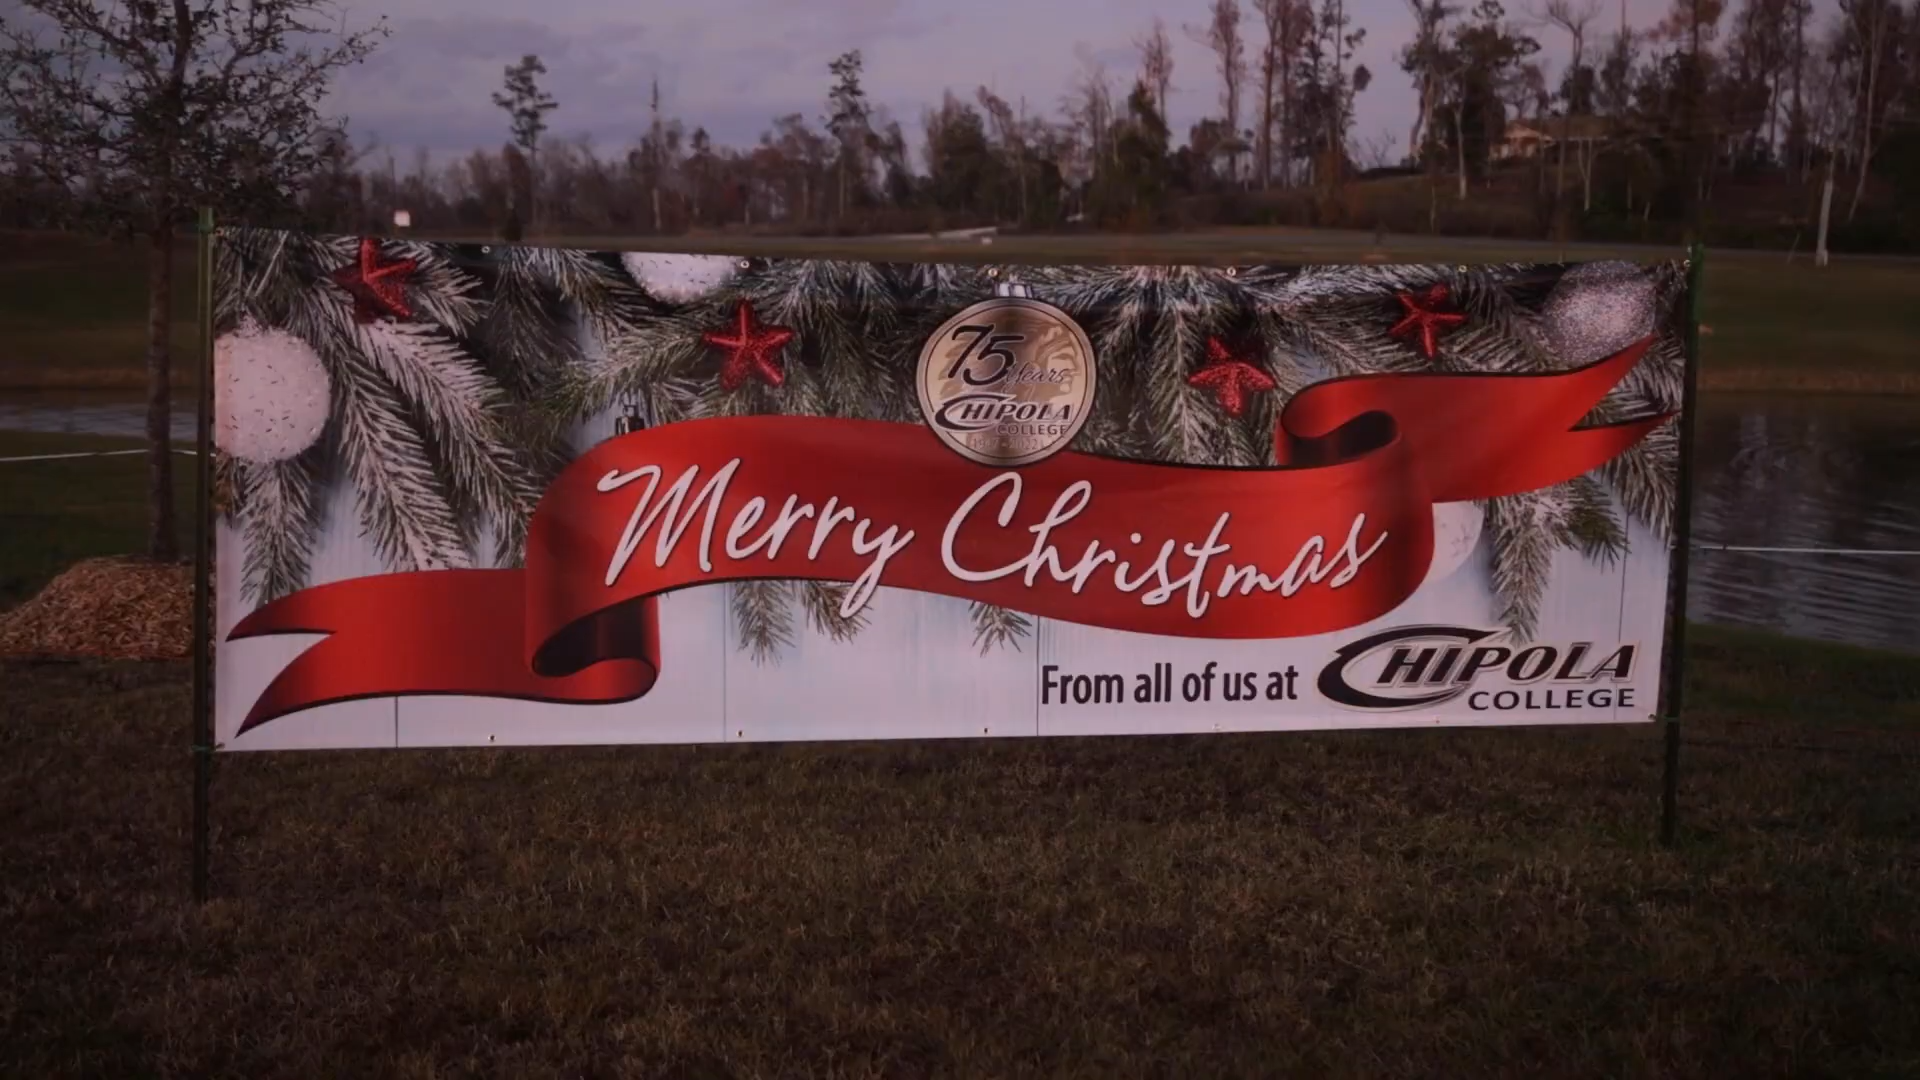 75 Years
CHIPOLA
COLLEGE
Merry Christmas
From all of us at CHIPOLA
COLLEGE